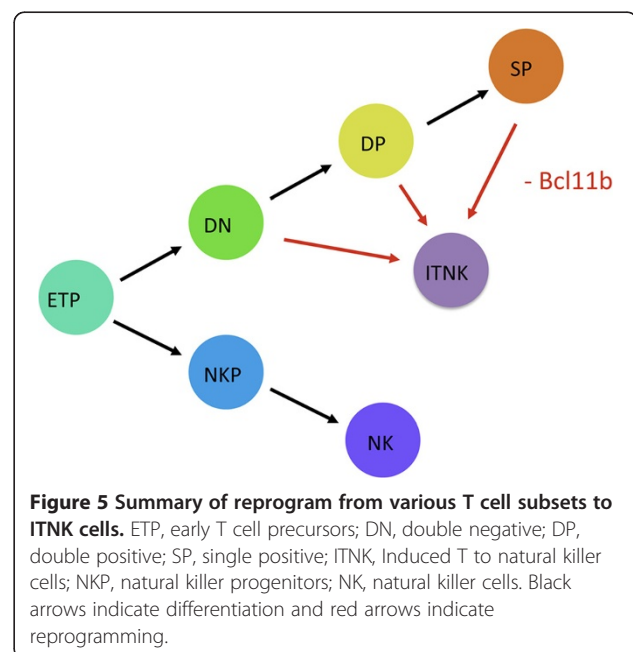 SP
DP
- Bcl11b
DN
ITNK
ETP
NKP
NK
Figure 5 Summary of reprogram from various T cell subsets to
ITNK cells. ETP, early T cell precursors; DN, double negative; DP,
double positive; SP, single positive; ITNK, Induced T to natural killer
cells; NKP, natural killer progenitors; NK, natural killer cells. Black
arrows indicate differentiation and red arrows indicate
reprogramming.